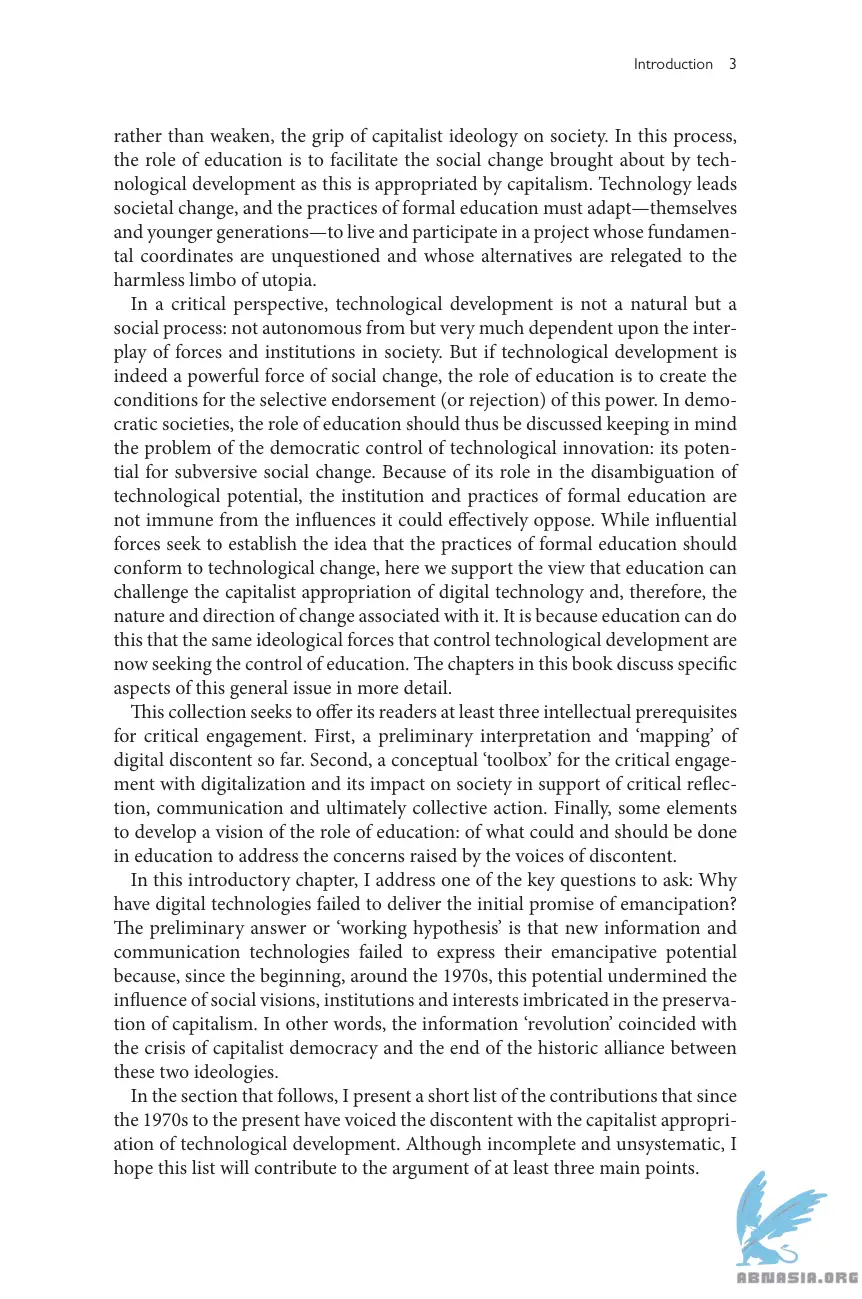 Introduction 3
rather than weaken, the grip of capitalist ideology on society. In this process,
the role of education is to facilitate the social change brought about by tech-
nological development as this is appropriated by capitalism. Technology leads
societal change, and the practices of formal education must adapt—themselves
and younger generations—to live and participate in a project whose fundamen-
tal coordinates are unquestioned and whose alternatives are relegated to the
harmless limbo of utopia.
In a critical perspective, technological development is not a natural but a
social process: not autonomous from but very much dependent upon the inter-
play of forces and institutions in society. But if technological development is
indeed a powerful force of social change, the role of education is to create the
conditions for the selective endorsement (or rejection) of this power. In demo-
cratic societies, the role of education should thus be discussed keeping in mind
the problem of the democratic control of technological innovation: its poten-
tial for subversive social change. Because of its role in the disambiguation of
technological potential, the institution and practices of formal education are
not immune from the influences it could effectively oppose. While influential
forces seek to establish the idea that the practices of formal education should
conform to technological change, here we support the view that education can
challenge the capitalist appropriation of digital technology and, therefore, the
nature and direction of change associated with it. It is because education can do
this that the same ideological forces that control technological development are
now seeking the control of education. The chapters in this book discuss specific
aspects of this general issue in more detail.
This collection seeks to offer its readers at least three intellectual prerequisites
for critical engagement. First, a preliminary interpretation and ‘mapping’ of
digital discontent so far. Second, a conceptual ‘toolbox’ for the critical engage-
ment with digitalization and its impact on society in support of critical reflec-
tion, communication and ultimately collective action. Finally, some elements
to develop a vision of the role of education: of what could and should be done
in education to address the concerns raised by the voices of discontent.
In this introductory chapter, I address one of the key questions to ask: Why
have digital technologies failed to deliver the initial promise of emancipation?
The preliminary answer or ‘working hypothesis’ is that new information and
communication technologies failed to express their emancipative potential
because, since the beginning, around the 1970s, this potential undermined the
influence of social visions, institutions and interests imbricated in the preserva-
tion of capitalism. In other words, the information ‘revolution’ coincided with
the crisis of capitalist democracy and the end of the historic alliance between
these two ideologies.
In the section that follows, I present a short list of the contributions that since
the 1970s to the present have voiced the discontent with the capitalist appropri-
ation of technological development. Although incomplete and unsystematic, I
hope this list will contribute to the argument of at least three main points.
ABNASIA.ORG